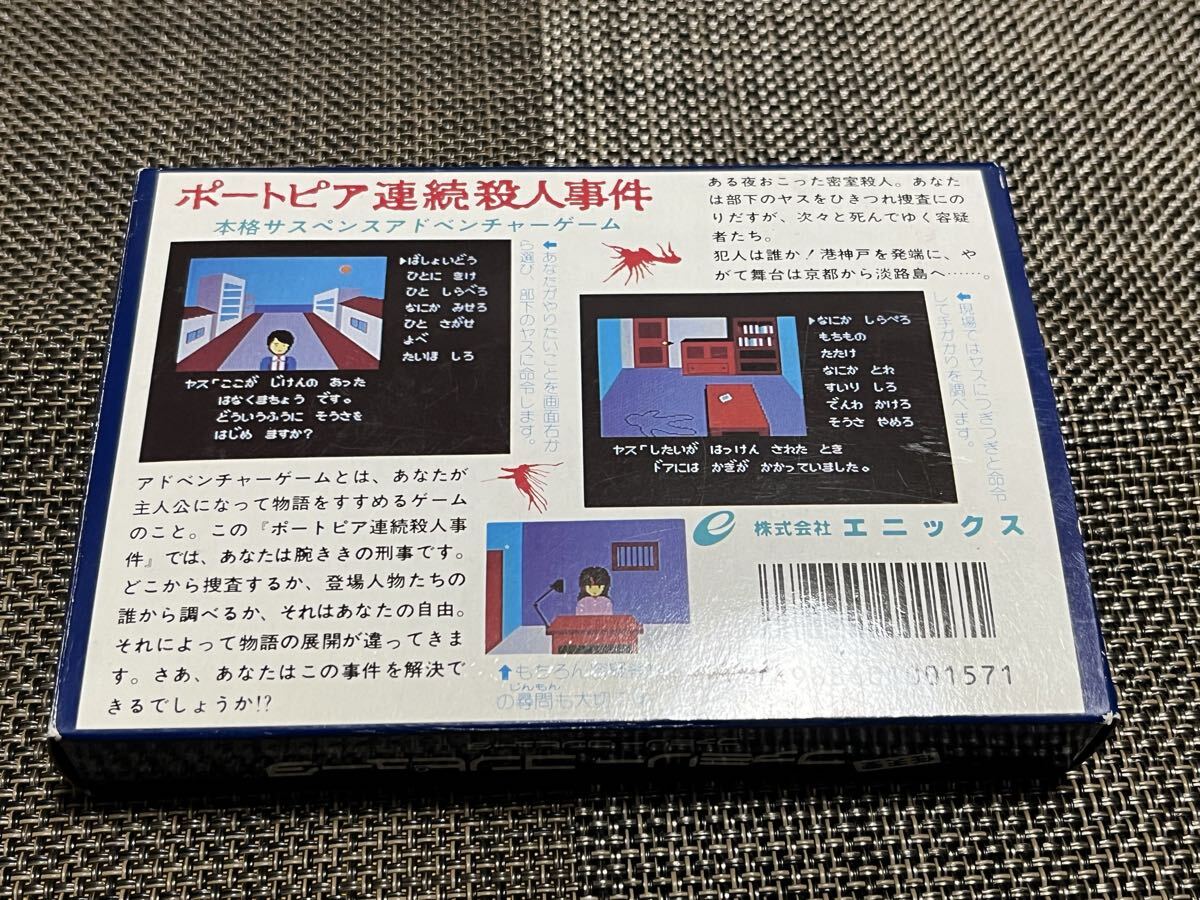 ポートピア連続殺人事件
本格サスペンスアドベンチャーゲーム
ある夜おこった密室殺人。あなた
は部下のヤスをひきつれ捜査にの
りだすが、次々と死んでゆく容疑
者たち。
犯人は誰か！港神戸を発端に、や
がて舞台は京都から淡路島へ……。
ばしょいどう
ひとに きけ
ひと しらべろ
なにか みせろ
ひと さがせ
よべ
たいほ しろ
ヤス「ここが じけんの あった
はなくまちょう です。
どういうふうに そうさを
はじめ ますか？
⬆あなたがやりたいことを画面右か
ら選び、部下のヤスに命令します。
なにか しらべろ
もちもの
たたけ
なにか とれ
すいり しろ
でんわ かけろ
そうさ やめろ
ヤス「したいが はっけん された とき
ドアには かぎが かかっていました。
⬆現場ではヤスにつぎつぎと命令
して手がかりを調べます。
アドベンチャーゲームとは、あなたが
主人公になって物語をすすめるゲーム
のこと。この『ポートピア連続殺人事
件』では、あなたは腕ききの刑事です。
どこから捜査するか、登場人物たちの
誰から調べるか、それはあなたの自由。
それによって物語の展開が違ってきま
す。さあ、あなたはこの事件を解決で
きるでしょうか!?
⬆もちろん容疑者
じんもん
の尋問も大切です
e 株式会社 エニックス
001571